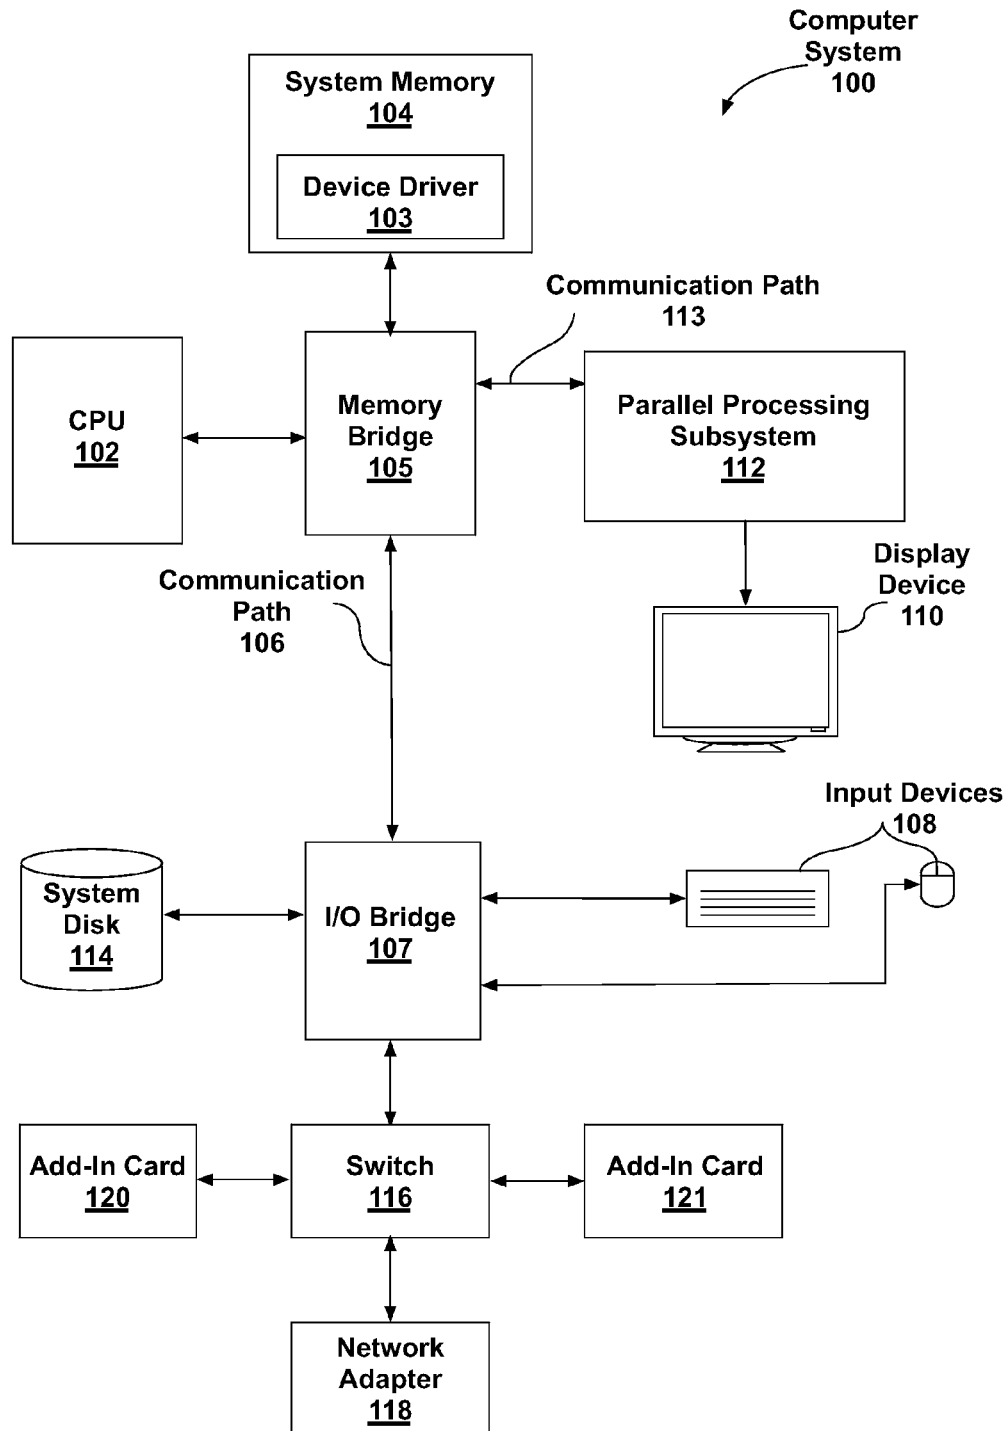 Computer
System
100
System Memory
104
Device Driver
103
Communication Path
113
CPU
102
Memory
Bridge
105
Parallel Processing
Subsystem
112
Communication
Path
106
Display
Device
110
Input Devices
108
System
Disk
114
I/O Bridge
107
Add-In Card
120
Switch
116
Add-In Card
121
Network
Adapter
118